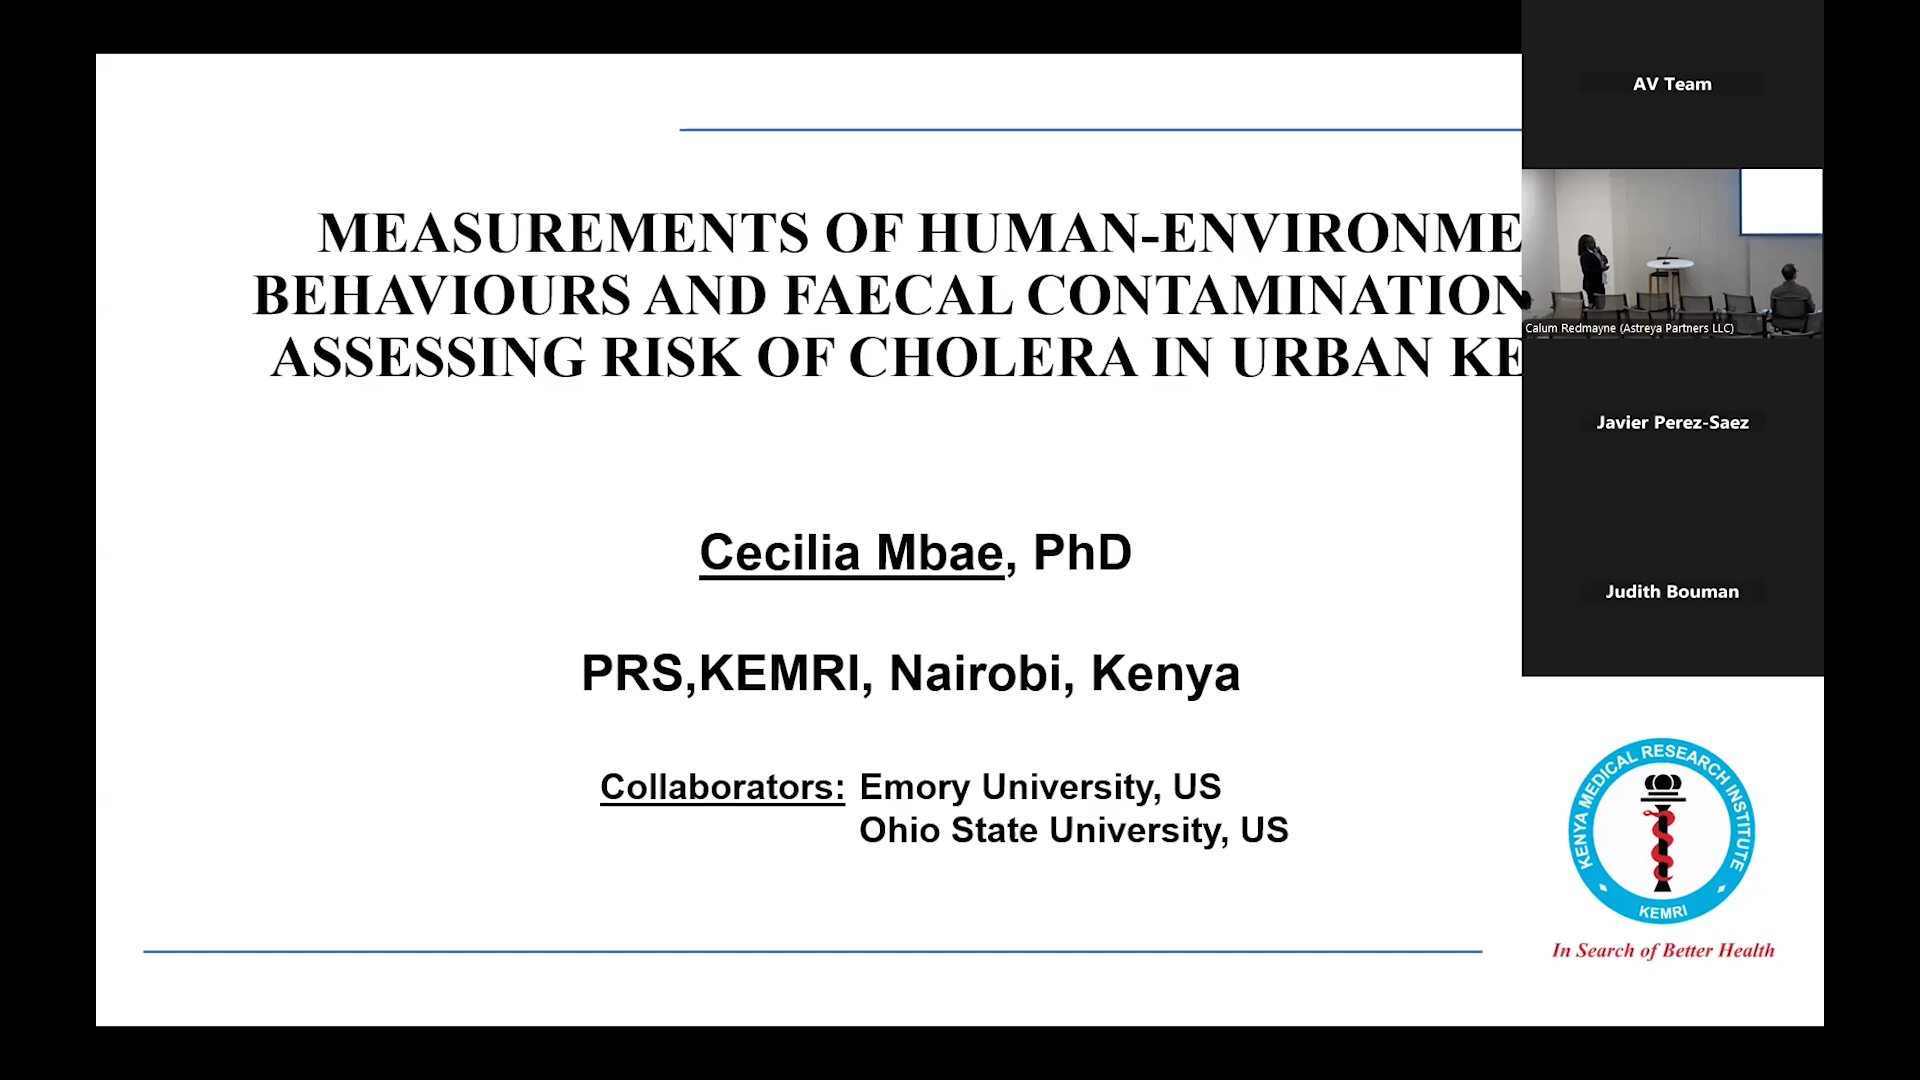 MEASUREMENTS OF HUMAN-ENVIRONME
BEHAVIOURS AND FAECAL CONTAMINATION
ASSESSING RISK OF CHOLERA IN URBAN KE
Cecilia Mbae, PhD
PRS,KEMRI, Nairobi, Kenya
Collaborators: Emory University, US
Ohio State University, US
AV Team
Calum Redmayne (Astreya Partners LLC)
Javier Perez-Saez
Judith Bouman
KENYA MEDICAL RESEARCH INSTITUTE
KEMRI
In Search of Better Health